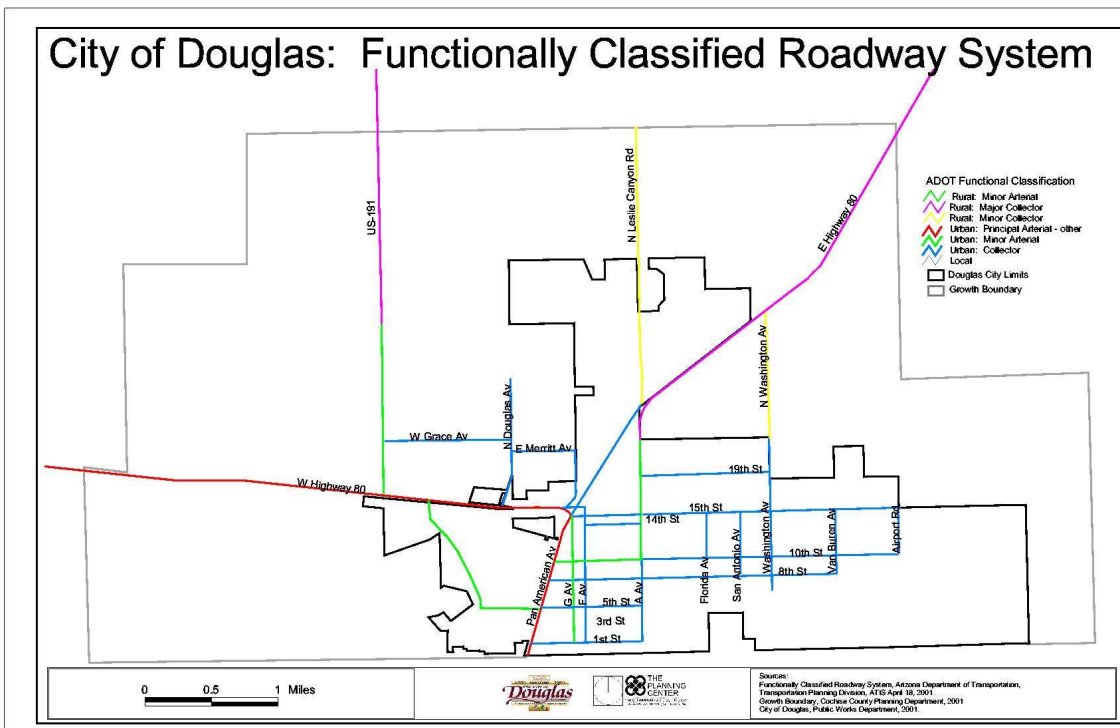 City of Douglas: Functionally Classified Roadway System
US-191
N Leslie Canyon Rd
E Highway 80
ADOT Functional Classification
Rural: Minor Arterial
Rural: Major Collector
Rural: Minor Collector
Urban: Principal Arterial - other
Urban: Minor Arterial
Urban: Collector
Local
Douglas City Limits
Growth Boundary
N Washington Av
N Douglas Av
W Grace Av
E Merritt Av
19th St
W Highway 80
15th St
14th St
Washington Av
Van Buren Av
Airport Rd
10th St
Florida Av
San Antonio Av
8th St
Pan American Av
G Av
F Av
A Av
5th St
3rd St
1st St
0 0.5 1 Miles
Douglas
THE
PLANNING
CENTER
Sources:
Functionally Classified Roadway System, Arizona Department of Transportation,
Transportation Planning Division, ATIS April 18, 2001.
Growth Boundary, Cochise County Planning Department, 2001
City of Douglas, Public Works Department, 2001.